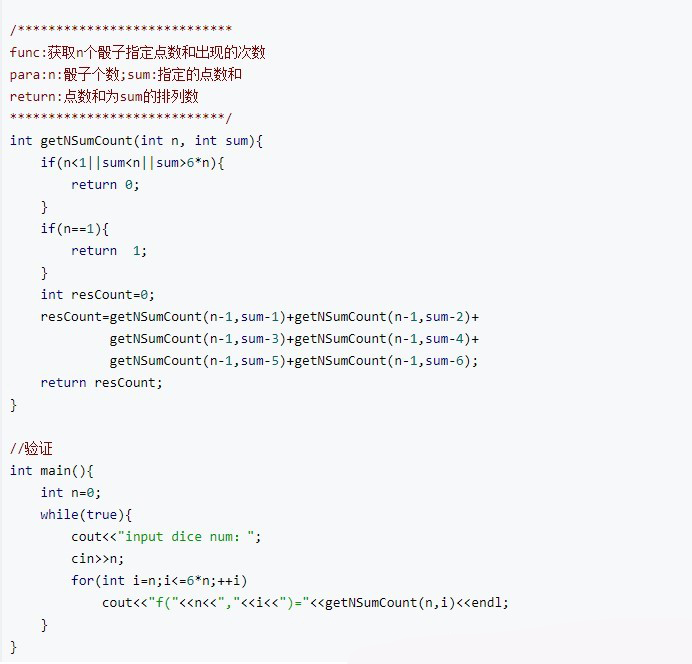 /****************************
func:获取n个骰子指定点数和出现的次数
para:n:骰子个数;sum:指定的点数和
return:点数和为sum的排列数
****************************/
int getNSumCount(int n, int sum){
    if(n<1||sum<n||sum>6*n){
        return 0;
    }
    if(n==1){
        return  1;
    }
    int resCount=0;
    resCount=getNSumCount(n-1,sum-1)+getNSumCount(n-1,sum-2)+
             getNSumCount(n-1,sum-3)+getNSumCount(n-1,sum-4)+
             getNSumCount(n-1,sum-5)+getNSumCount(n-1,sum-6);
    return resCount;
}

//验证
int main(){
    int n=0;
    while(true){
        cout<<"input dice num：";
        cin>>n;
        for(int i=n;i<=6*n;++i)
            cout<<"f("<<n<<","<<i<<")="<<getNSumCount(n,i)<<endl;
    }
}